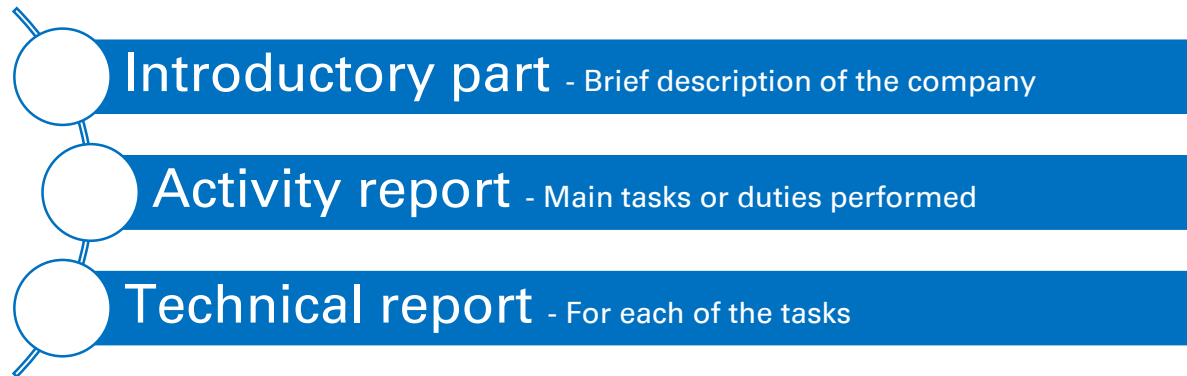 Introductory part - Brief description of the company
Activity report - Main tasks or duties performed
Technical report - For each of the tasks